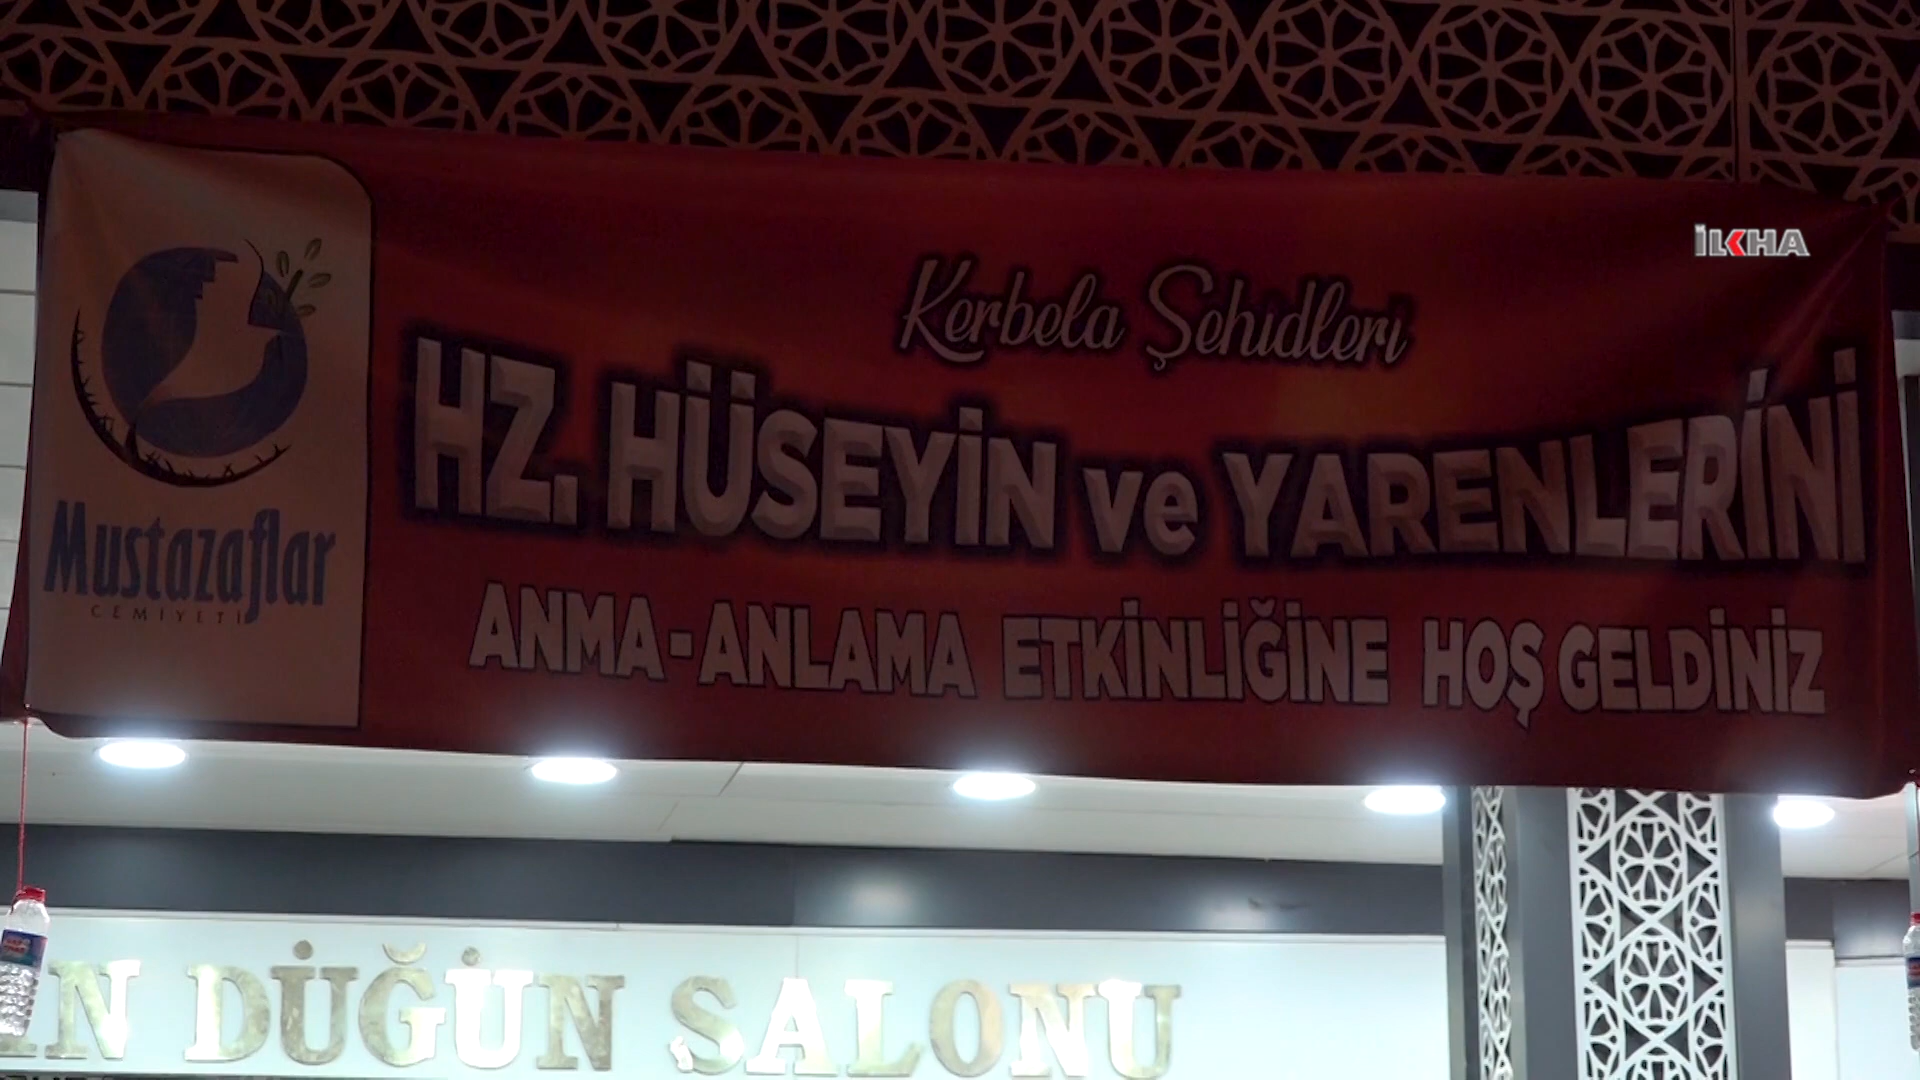 İLKHA
Kerbela Şehidleri
HZ. HÜSEYİN ve YARENLERİNİ
ANMA - ANLAMA ETKİNLİĞİNE HOŞ GELDİNİZ
Mustazaflar
CEMİYETİ
DÜĞÜN SALONU